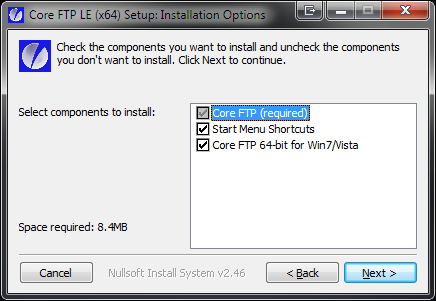 Core FTP LE (x64) Setup: Installation Options
Check the components you want to install and uncheck the components
you don't want to install. Click Next to continue.
Select components to install:
Core FTP (required)
Start Menu Shortcuts
Core FTP 64-bit for Win7/Vista
Space required: 8.4MB
Cancel
Nullsoft Install System v2.46
< Back
Next >